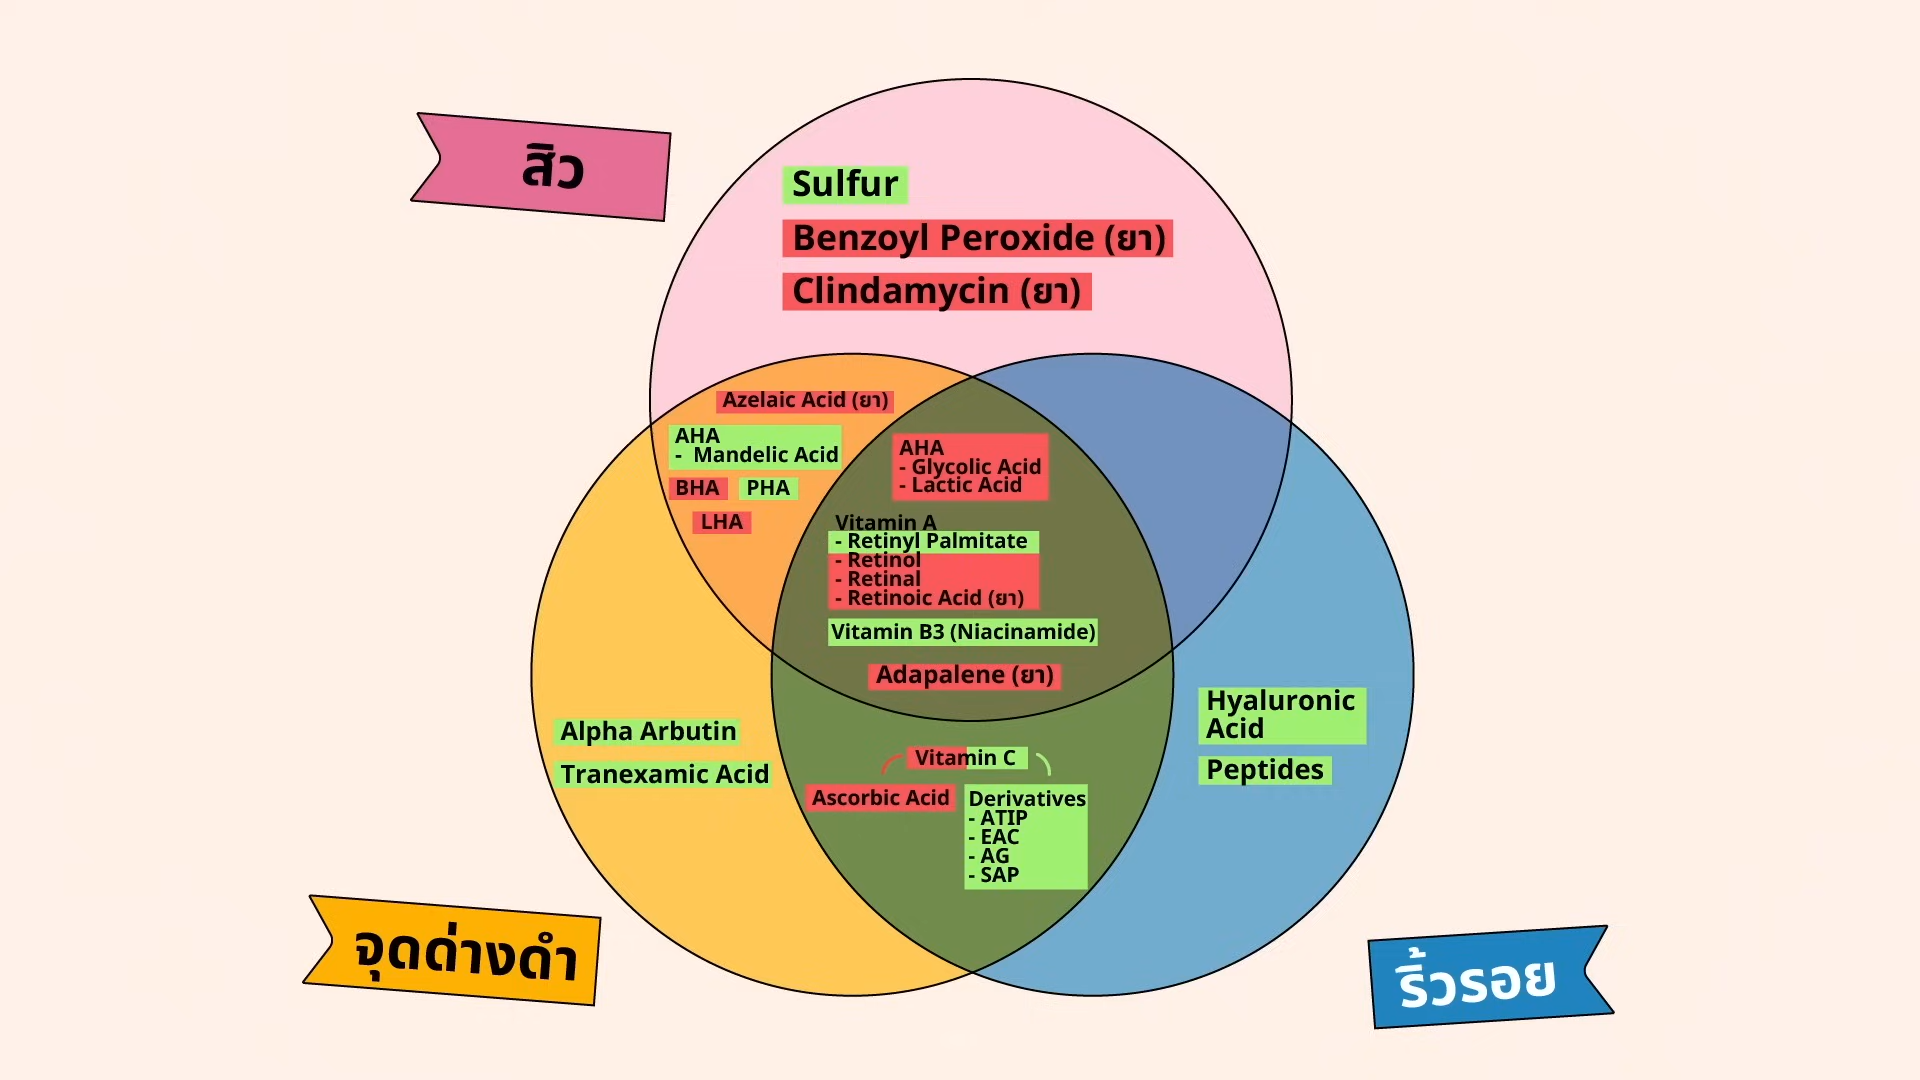 สิว
Sulfur
Benzoyl Peroxide (ยา)
Clindamycin (ยา)
Azelaic Acid (ยา)
AHA
- Mandelic Acid
BHA PHA
LHA
AHA
- Glycolic Acid
- Lactic Acid
Vitamin A
- Retinyl Palmitate
- Retinol
- Retinal
- Retinoic Acid (ยา)
Vitamin B3 (Niacinamide)
Adapalene (ยา)
Alpha Arbutin
Tranexamic Acid
Vitamin C
Ascorbic Acid
Derivatives
- ATIP
- EAC
- AG
- SAP
Hyaluronic
Acid
Peptides
จุดด่างดำ
ริ้วรอย